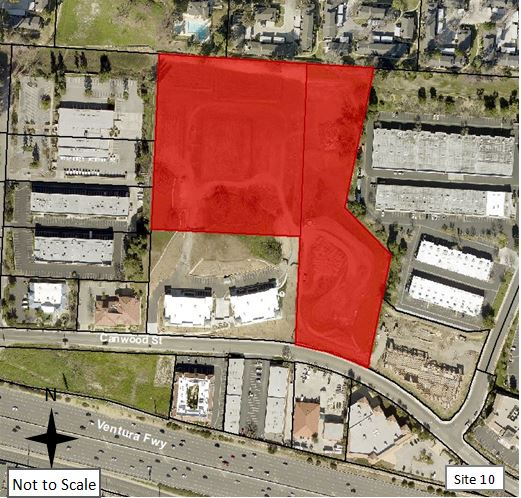 Canwood St
Ventura Fwy
N
Not to Scale
Site 10